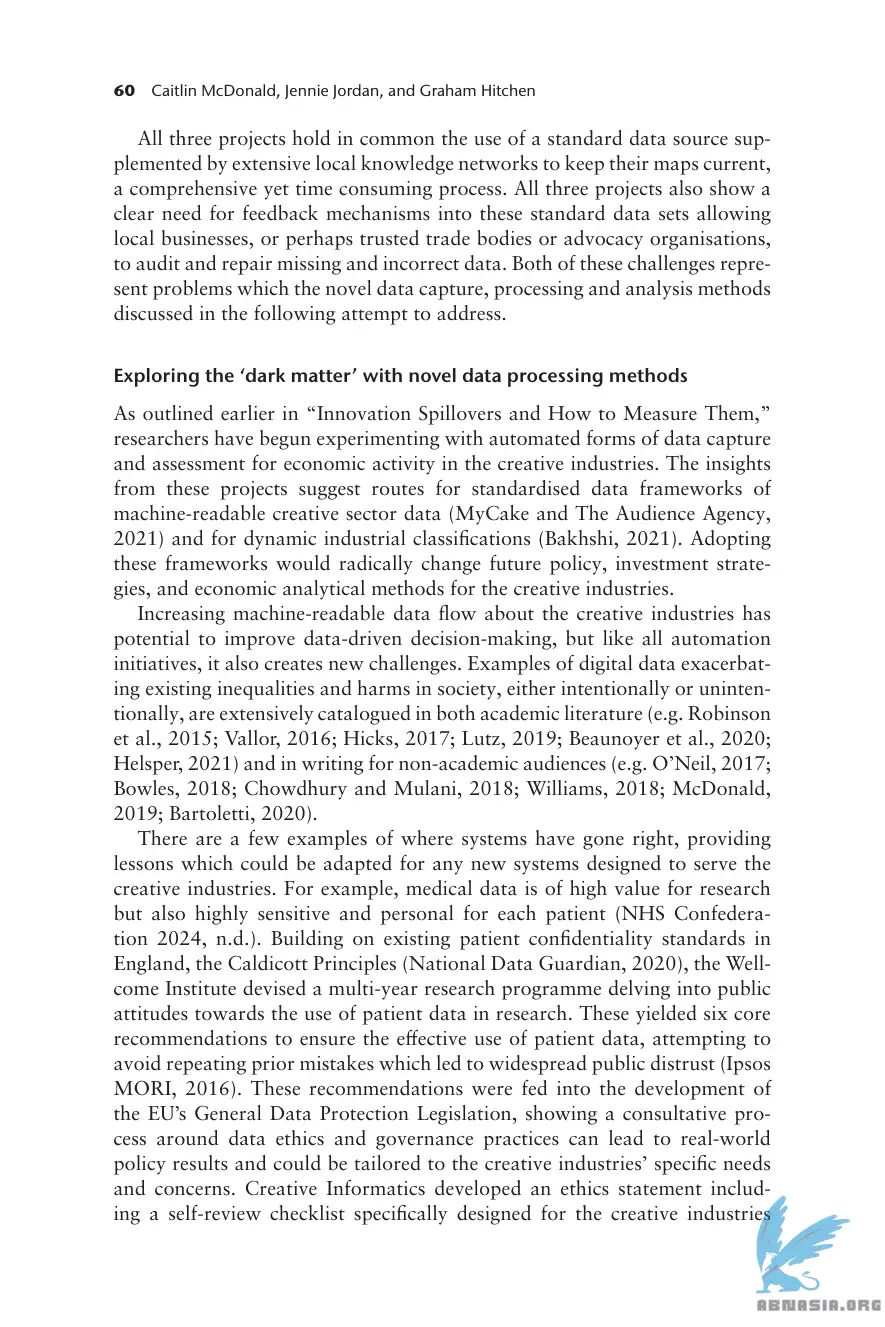 60 Caitlin McDonald, Jennie Jordan, and Graham Hitchen
All three projects hold in common the use of a standard data source sup-
plemented by extensive local knowledge networks to keep their maps current,
a comprehensive yet time consuming process. All three projects also show a
clear need for feedback mechanisms into these standard data sets allowing
local businesses, or perhaps trusted trade bodies or advocacy organisations,
to audit and repair missing and incorrect data. Both of these challenges repre-
sent problems which the novel data capture, processing and analysis methods
discussed in the following attempt to address.
Exploring the ‘dark matter’ with novel data processing methods
As outlined earlier in “Innovation Spillovers and How to Measure Them,”
researchers have begun experimenting with automated forms of data capture
and assessment for economic activity in the creative industries. The insights
from these projects suggest routes for standardised data frameworks of
machine-readable creative sector data (MyCake and The Audience Agency,
2021) and for dynamic industrial classifications (Bakhshi, 2021). Adopting
these frameworks would radically change future policy, investment strate-
gies, and economic analytical methods for the creative industries.
Increasing machine-readable data flow about the creative industries has
potential to improve data-driven decision-making, but like all automation
initiatives, it also creates new challenges. Examples of digital data exacerbat-
ing existing inequalities and harms in society, either intentionally or uninten-
tionally, are extensively catalogued in both academic literature (e.g. Robinson
et al., 2015; Vallor, 2016; Hicks, 2017; Lutz, 2019; Beaunoyer et al., 2020;
Helsper, 2021) and in writing for non-academic audiences (e.g. O’Neil, 2017;
Bowles, 2018; Chowdhury and Mulani, 2018; Williams, 2018; McDonald,
2019; Bartoletti, 2020).
There are a few examples of where systems have gone right, providing
lessons which could be adapted for any new systems designed to serve the
creative industries. For example, medical data is of high value for research
but also highly sensitive and personal for each patient (NHS Confedera-
tion 2024, n.d.). Building on existing patient confidentiality standards in
England, the Caldicott Principles (National Data Guardian, 2020), the Well-
come Institute devised a multi-year research programme delving into public
attitudes towards the use of patient data in research. These yielded six core
recommendations to ensure the effective use of patient data, attempting to
avoid repeating prior mistakes which led to widespread public distrust (Ipsos
MORI, 2016). These recommendations were fed into the development of
the EU’s General Data Protection Legislation, showing a consultative pro-
cess around data ethics and governance practices can lead to real-world
policy results and could be tailored to the creative industries’ specific needs
and concerns. Creative Informatics developed an ethics statement includ-
ing a self-review checklist specifically designed for the creative industries
ABNASIA.ORG